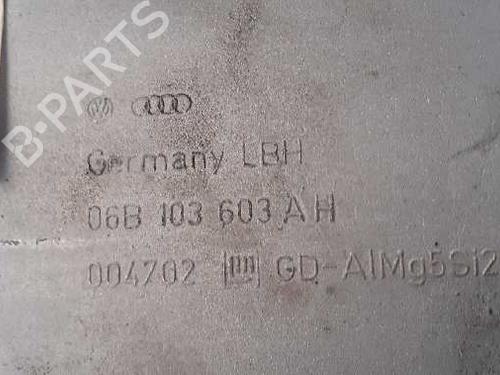 B-PARTS
Germany LBH
06B 103 603 AH
004702 GD-AlMg5Si2